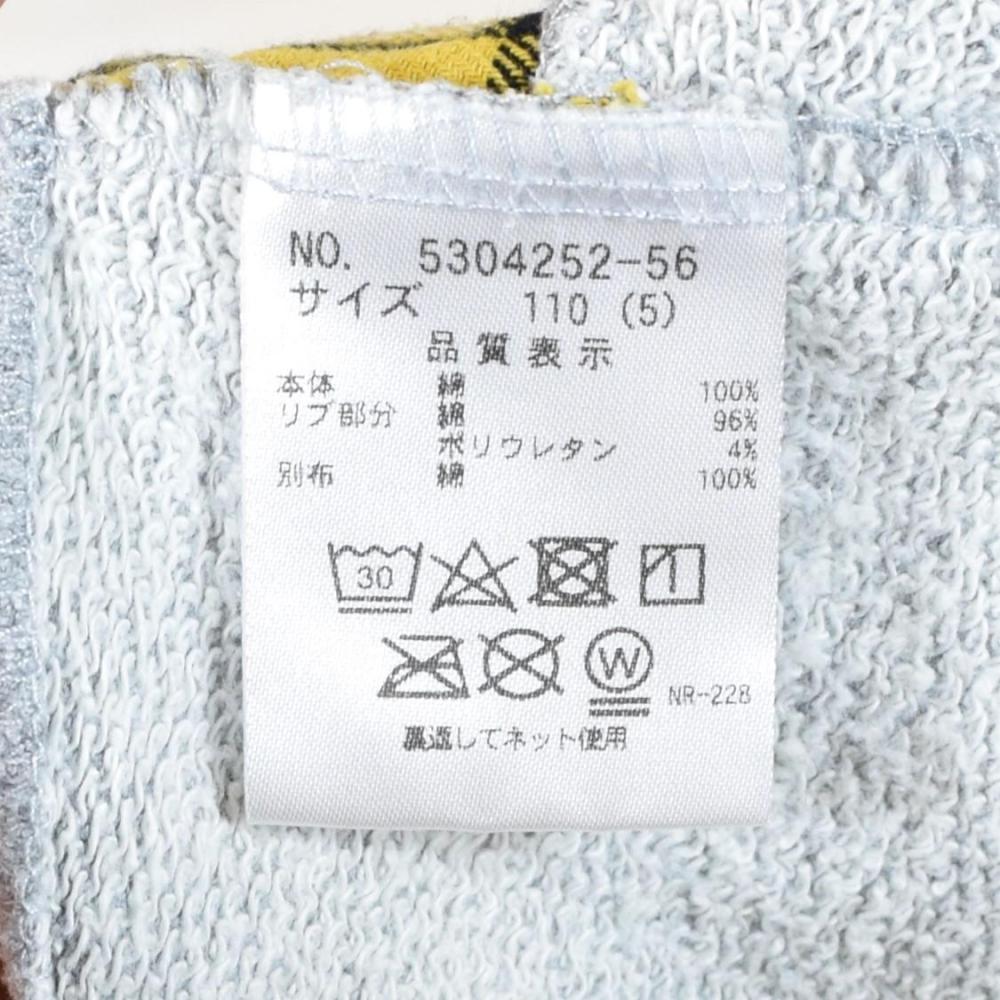 NO. 5304252-56
サイズ 110 (5)
品質表示
本体 綿 100%
リブ部分 綿 96%
ポリウレタン 4%
別布 綿 100%
30
W NR-228
裏返してネット使用